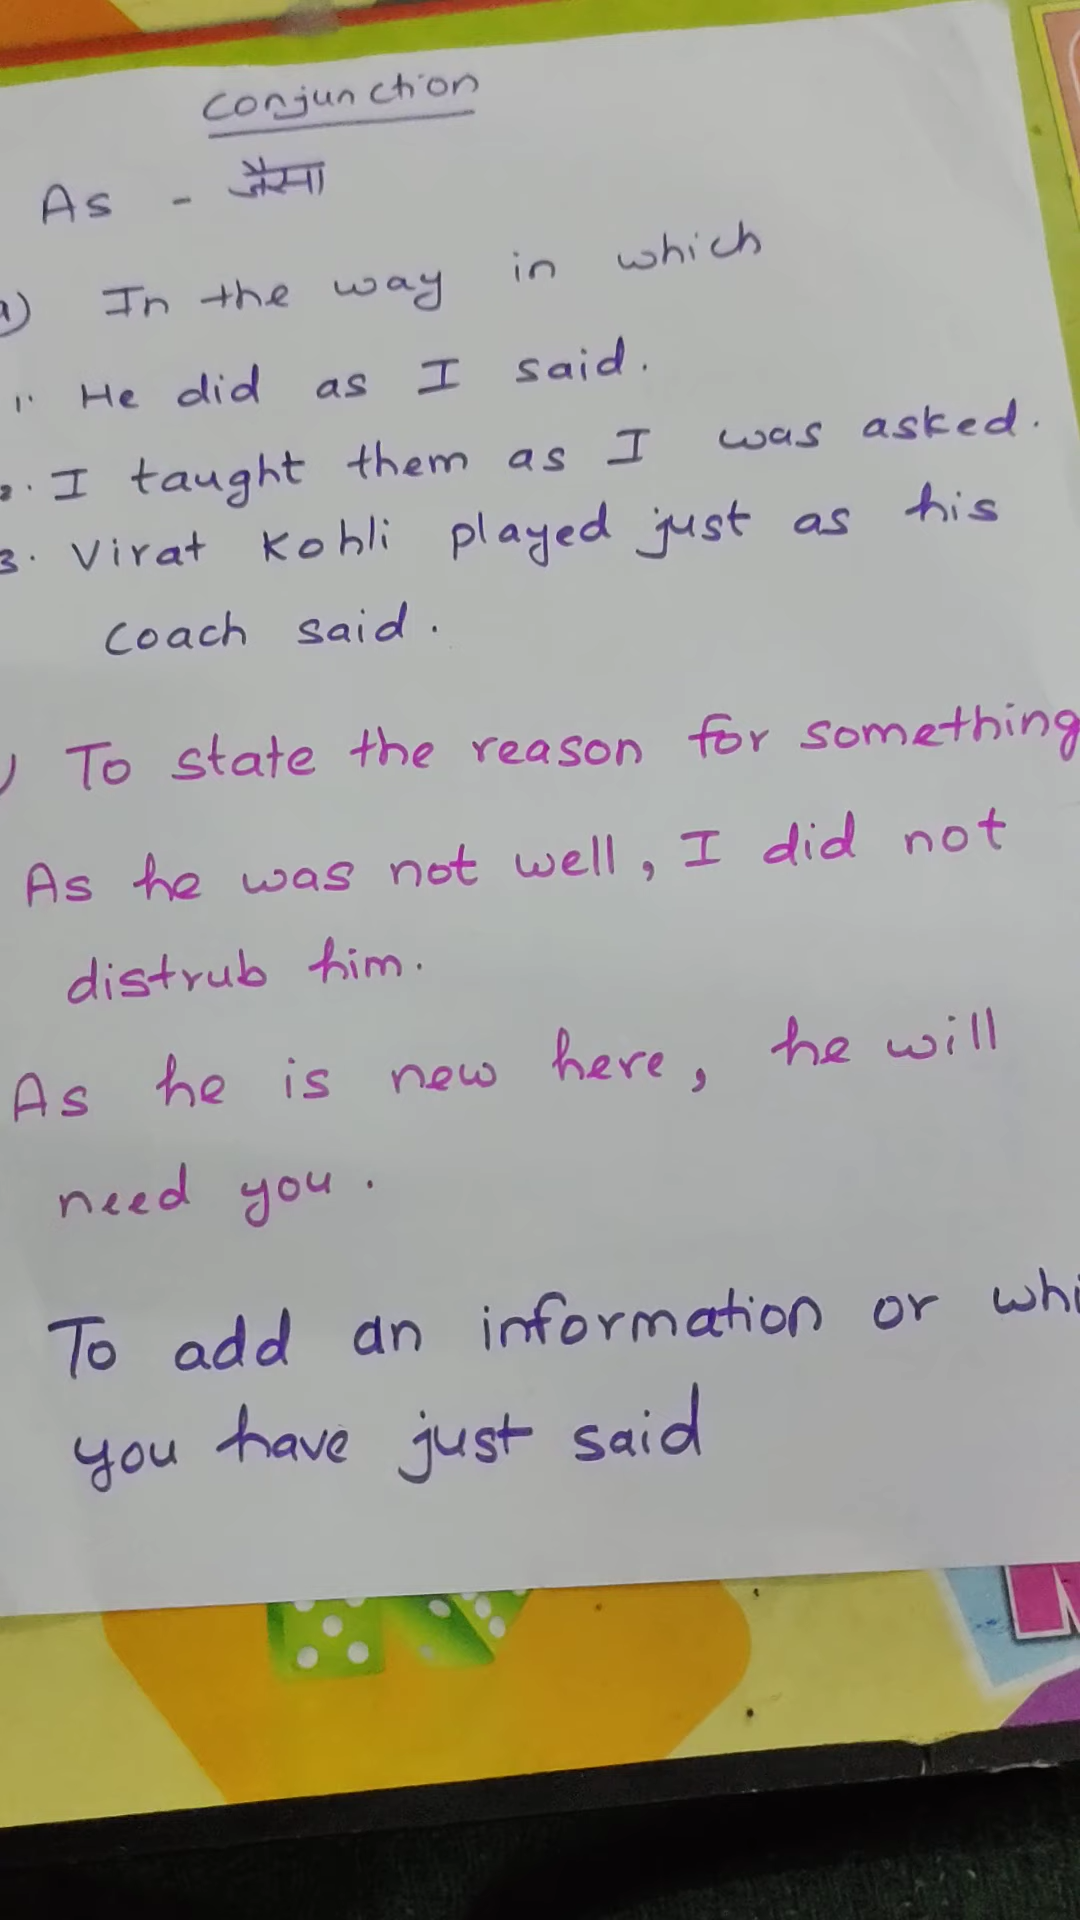 Conjunction
As - जैसा
a) In the way in which
1. He did as I said.
2. I taught them as I was asked.
3. Virat Kohli played just as his
coach said.
) To state the reason for something
As he was not well, I did not
distrub him.
As he is new here, he will
need you.
To add an information or
you have just said